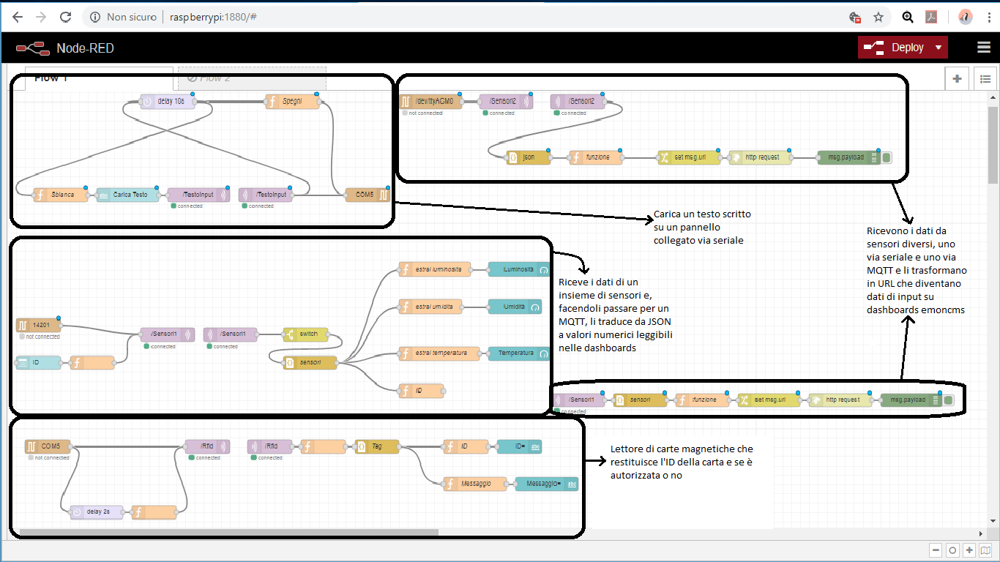 Non sicuro | raspberrypi:1880/#
Node-RED
Deploy
Flow 1
Flow 2
delay 10s
Spegni
Sbianca
Carica Testo
/TestoInput
connected
/TestoInput
connected
COM5
/dev/ttyACM0
not connected
/Sensori2
connected
/Sensori2
connected
json
funzione
set msg.url
http request
msg.payload
Carica un testo scritto
su un pannello
collegato via seriale
Ricevono i dati da
sensori diversi, uno
via seriale e uno via
MQTT e li trasformano
in URL che diventano
dati di input su
dashboards emoncms
14201
not connected
ID
/Sensori1
connected
/Sensori1
connected
switch
sensori
estrai luminosita
Luminosità
estrai umidita
Umidità
estrai temperatura
Temperatura
ID
Riceve i dati di un
insieme di sensori e,
facendoli passare per un
MQTT, li traduce da JSON
a valori numerici leggibili
nelle dashboards
/Sensori1
connected
sensori
funzione
set msg.url
http request
msg.payload
COM5
not connected
/Rfid
connected
/Rfid
connected
Tag
ID
ID=
Messaggio
Messaggio=
delay 2s
Lettore di carte magnetiche che
restituisce l'ID della carta e se è
autorizzata o no